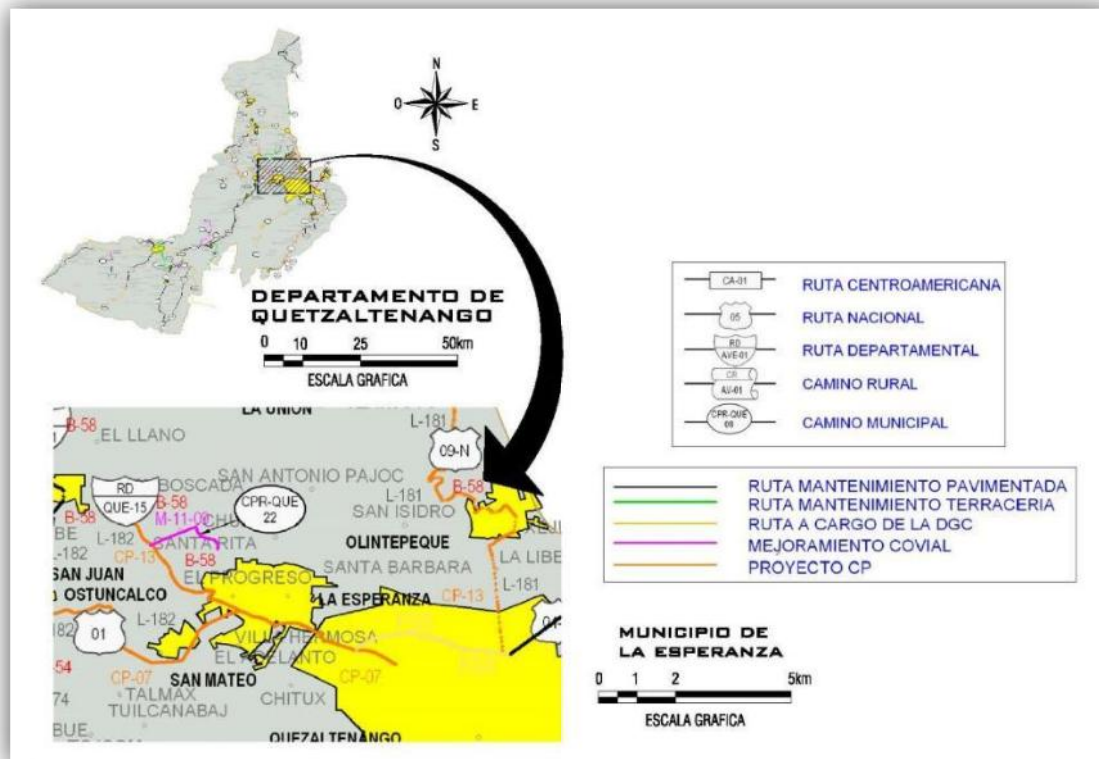 N
O
E
S
DEPARTAMENTO DE
QUETZALTENANGO
0 5 10 25 50km
ESCALA GRAFICA
CA-01 RUTA CENTROAMERICANA
05 RUTA NACIONAL
RD
AVE-01
RUTA DEPARTAMENTAL
CR
AV-01
CAMINO RURAL
CPR-QUE
09
CAMINO MUNICIPAL
RUTA MANTENIMIENTO PAVIMENTADA
RUTA MANTENIMIENTO TERRACERIA
RUTA A CARGO DE LA DGC
MEJORAMIENTO COVIAL
PROYECTO CP
MUNICIPIO DE
LA ESPERANZA
0 1 2 5km
ESCALA GRAFICA
LA UNION
L-181
B-58
EL LLANO
09-N
SAN ANTONIO PAJOC
B-58
RD
QUE-15
BOSCADA
B-58
CPR-QUE
22
L-181
SAN ISIDRO
B-58
M-11-09
L-182
SANTA RITA
OLINTEPEQUE
LA LIBE
L-182
CP-13
B-58
SANTA BARBARA
SAN JUAN
OSTUNCALCO
EL PROGRESO
CP-13
L-181
LA ESPERANZA
L-182
01
VILLA HERMOSA
EL ADELANTO
CP-07
SAN MATEO
CP-07
TALMAX
TUILCANABAJ
CHITUX
QUEZALTENANGO